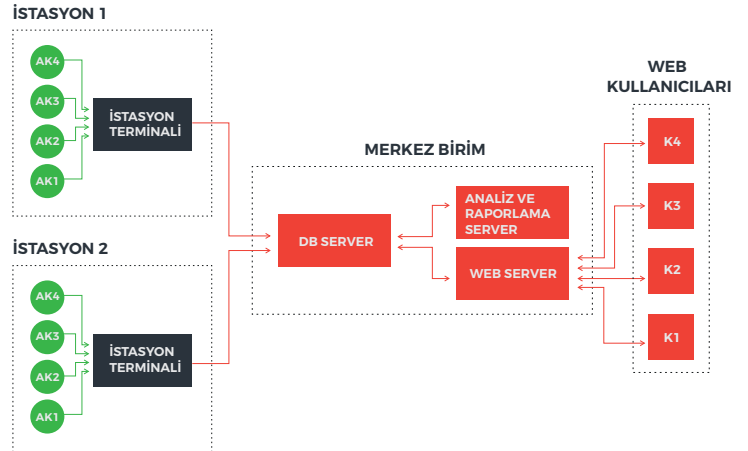 İSTASYON 1
AK4
AK3
AK2
AK1
İSTASYON
TERMİNALİ
İSTASYON 2
AK4
AK3
AK2
AK1
İSTASYON
TERMİNALİ
MERKEZ BİRİM
DB SERVER
ANALİZ VE
RAPORLAMA
SERVER
WEB SERVER
WEB
KULLANICILARI
K4
K3
K2
K1